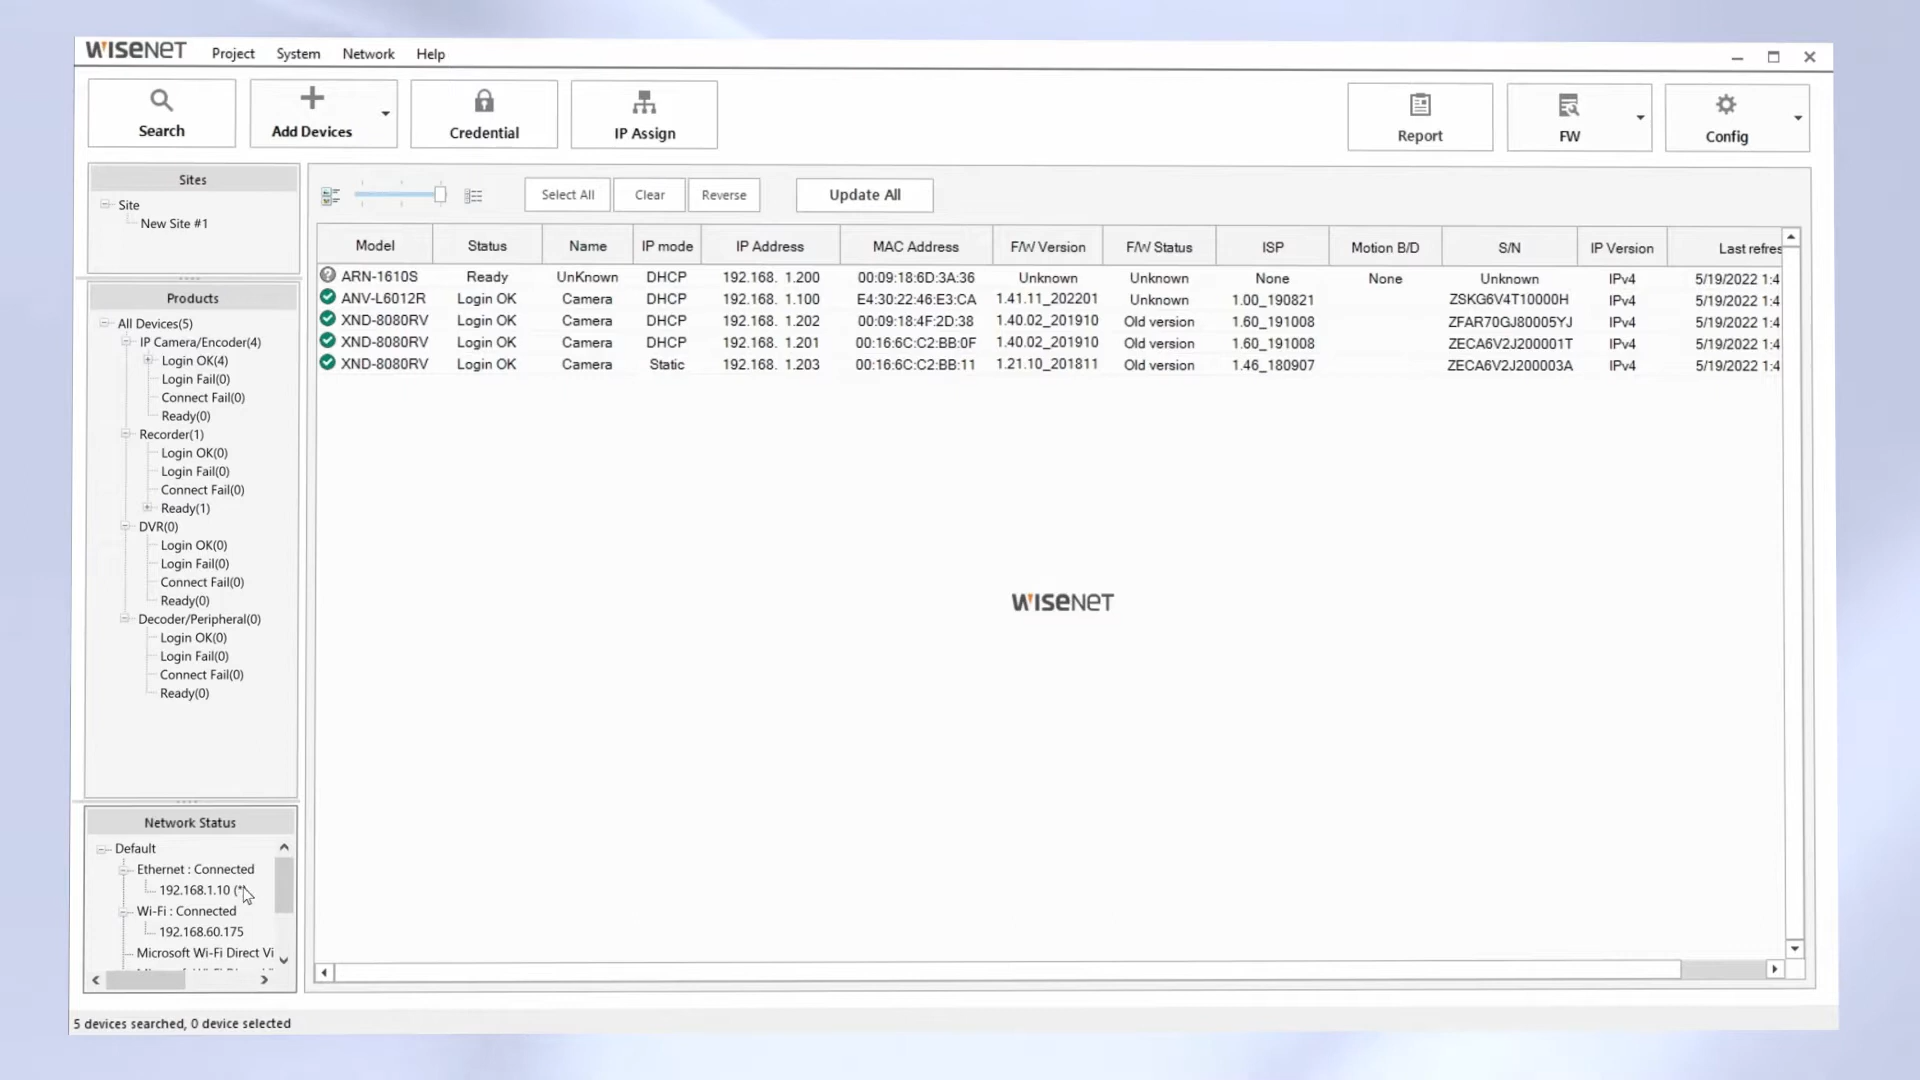 WISENET Project System Network Help
Search Add Devices Credential IP Assign Report FW Config
Sites
Site
New Site #1
Products
All Devices(5)
IP Camera/Encoder(4)
Login OK(4)
Login Fail(0)
Connect Fail(0)
Ready(0)
Recorder(1)
Login OK(0)
Login Fail(0)
Connect Fail(0)
Ready(1)
DVR(0)
Login OK(0)
Login Fail(0)
Connect Fail(0)
Ready(0)
Decoder/Peripheral(0)
Login OK(0)
Login Fail(0)
Connect Fail(0)
Ready(0)
Network Status
Default
Ethernet : Connected
192.168.1.10 (*
Wi-Fi : Connected
192.168.60.175
Microsoft Wi-Fi Direct Vi
Select All Clear Reverse Update All
Model Status Name IP mode IP Address MAC Address F/W Version F/W Status ISP Motion B/D S/N IP Version Last refres
ARN-1610S Ready UnKnown DHCP 192.168. 1.200 00:09:18:6D:3A:36 Unknown Unknown None None Unknown IPv4 5/19/2022 1:4
ANV-L6012R Login OK Camera DHCP 192.168. 1.100 E4:30:22:46:E3:CA 1.41.11_202201 Unknown 1.00_190821 ZSKG6V4T10000H IPv4 5/19/2022 1:4
XND-8080RV Login OK Camera DHCP 192.168. 1.202 00:09:18:4F:2D:38 1.40.02_201910 Old version 1.60_191008 ZFAR70GJ80005YJ IPv4 5/19/2022 1:4
XND-8080RV Login OK Camera DHCP 192.168. 1.201 00:16:6C:C2:BB:0F 1.40.02_201910 Old version 1.60_191008 ZECA6V2J200001T IPv4 5/19/2022 1:4
XND-8080RV Login OK Camera Static 192.168. 1.203 00:16:6C:C2:BB:11 1.21.10_201811 Old version 1.46_180907 ZECA6V2J200003A IPv4 5/19/2022 1:4
WISENET
5 devices searched, 0 device selected